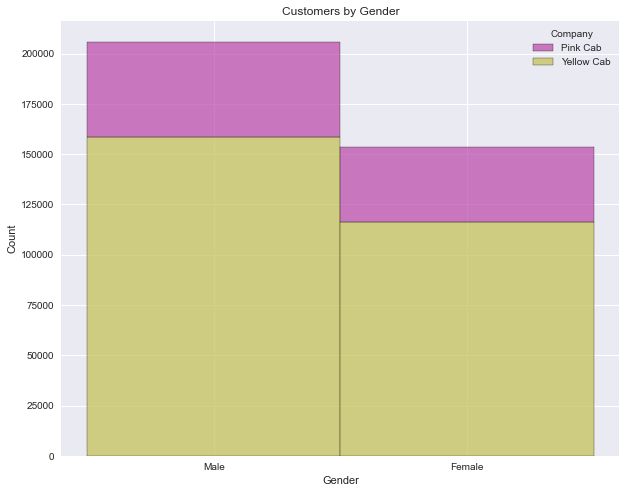 Customers by Gender
Company
Pink Cab
Yellow Cab
200000
175000
150000
125000
100000
75000
50000
25000
0
Count
Male
Female
Gender